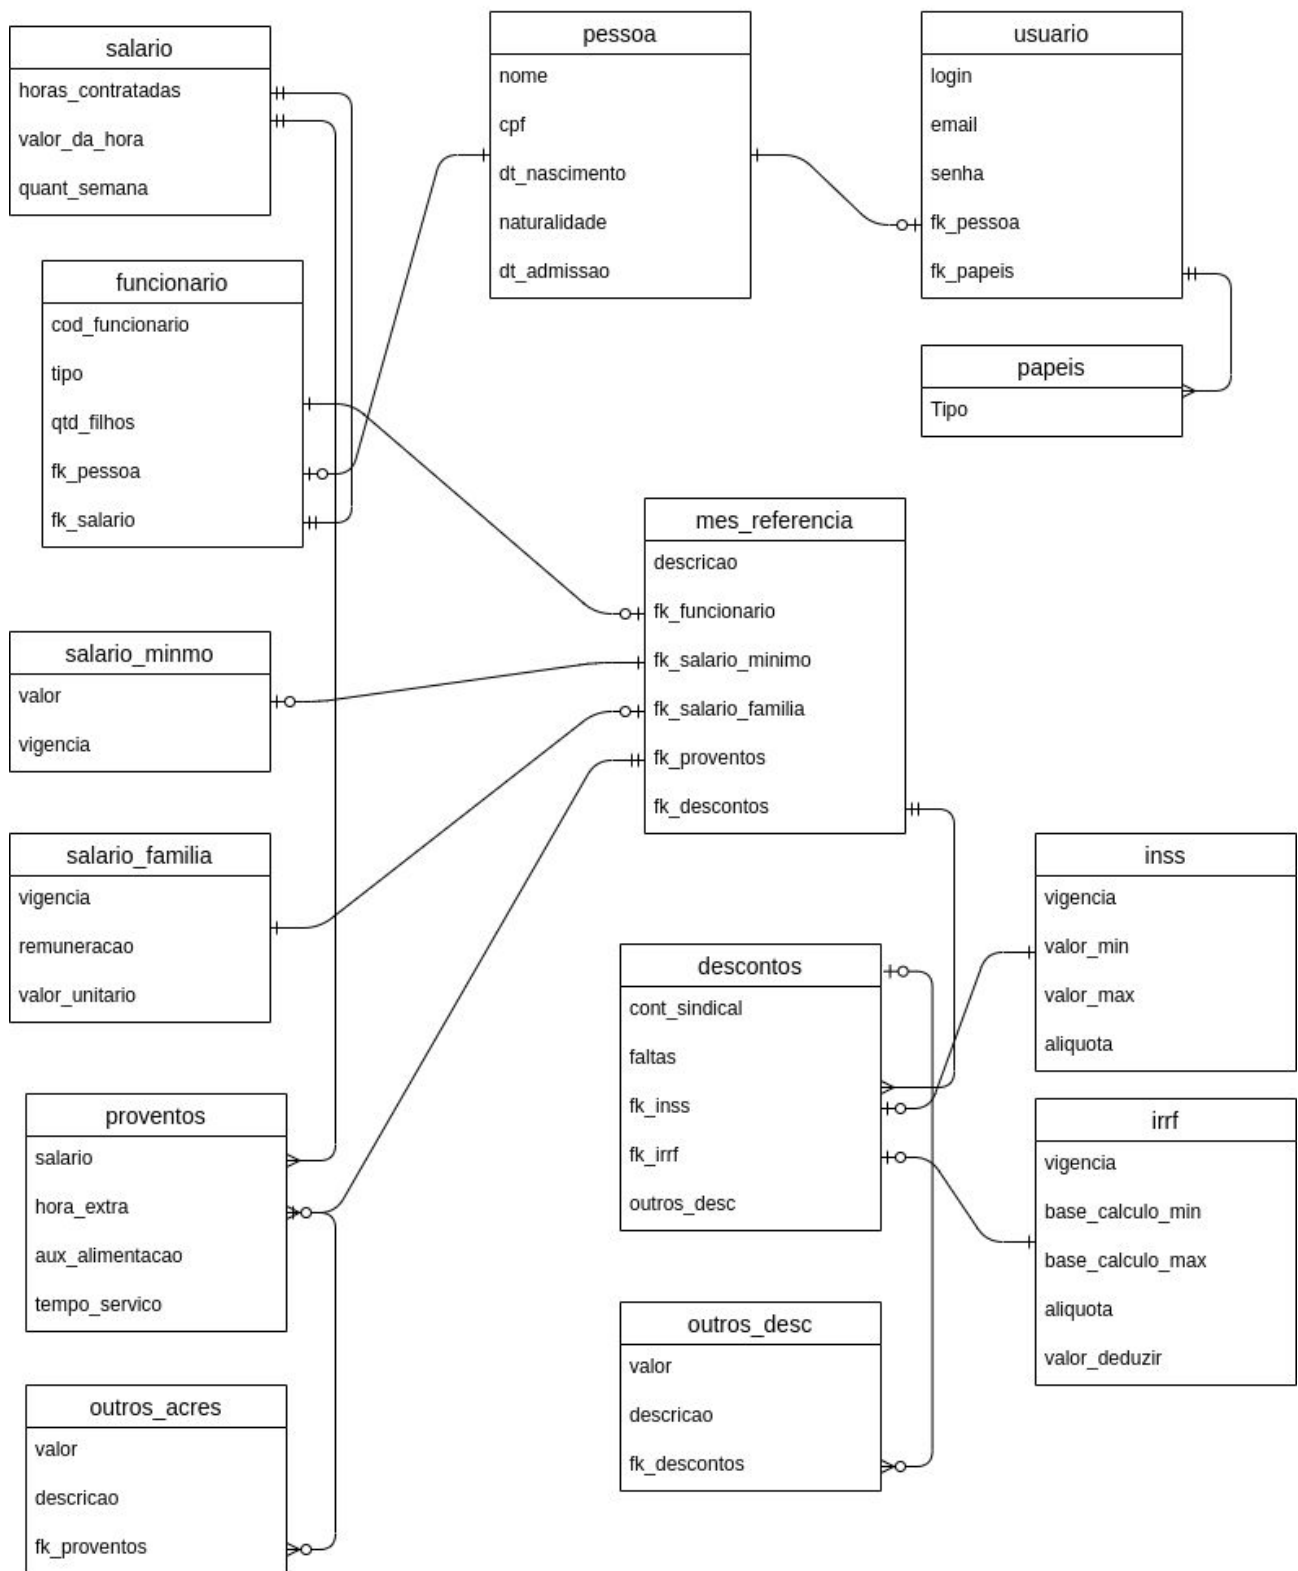 salario
horas_contratadas
valor_da_hora
quant_semana
pessoa
nome
cpf
dt_nascimento
naturalidade
dt_admissao
usuario
login
email
senha
fk_pessoa
fk_papeis
funcionario
cod_funcionario
tipo
qtd_filhos
fk_pessoa
fk_salario
papeis
Tipo
mes_referencia
descricao
fk_funcionario
fk_salario_minimo
fk_salario_familia
fk_proventos
fk_descontos
salario_minmo
valor
vigencia
salario_familia
vigencia
remuneracao
valor_unitario
inss
vigencia
valor_min
valor_max
aliquota
descontos
cont_sindical
faltas
fk_inss
fk_irrf
outros_desc
proventos
salario
hora_extra
aux_alimentacao
tempo_servico
irrf
vigencia
base_calculo_min
base_calculo_max
aliquota
valor_deduzir
outros_desc
valor
descricao
fk_descontos
outros_acres
valor
descricao
fk_proventos